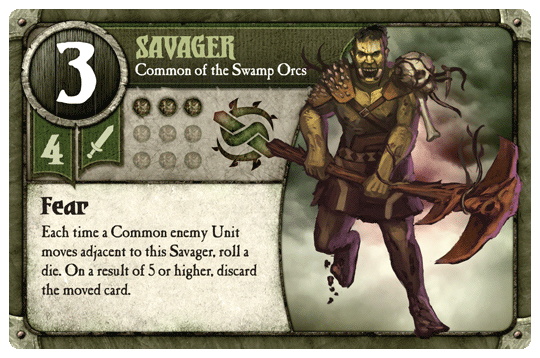 3
SAVAGER
Common of the Swamp Orcs
4
Fear
Each time a Common enemy Unit
moves adjacent to this Savager, roll a
die. On a result of 5 or higher, discard
the moved card.